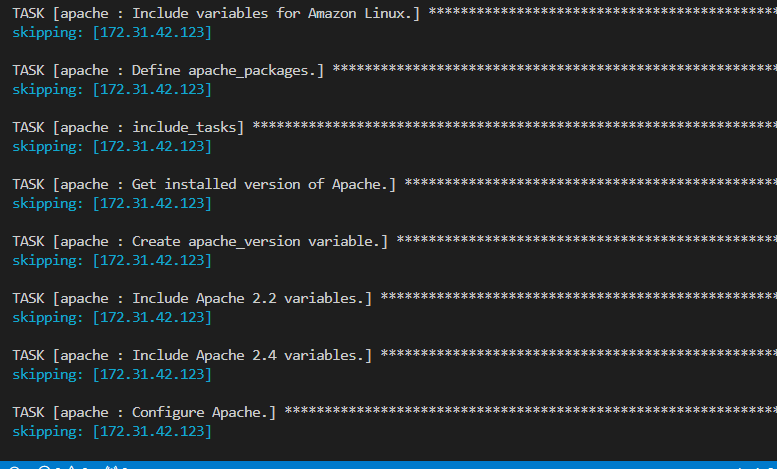 TASK [apache : Include variables for Amazon Linux.] ********************************************
skipping: [172.31.42.123]
TASK [apache : Define apache_packages.] ********************************************************
skipping: [172.31.42.123]
TASK [apache : include_tasks] ******************************************************************
skipping: [172.31.42.123]
TASK [apache : Get installed version of Apache.] ***********************************************
skipping: [172.31.42.123]
TASK [apache : Create apache_version variable.] ************************************************
skipping: [172.31.42.123]
TASK [apache : Include Apache 2.2 variables.] **************************************************
skipping: [172.31.42.123]
TASK [apache : Include Apache 2.4 variables.] **************************************************
skipping: [172.31.42.123]
TASK [apache : Configure Apache.] **************************************************************
skipping: [172.31.42.123]